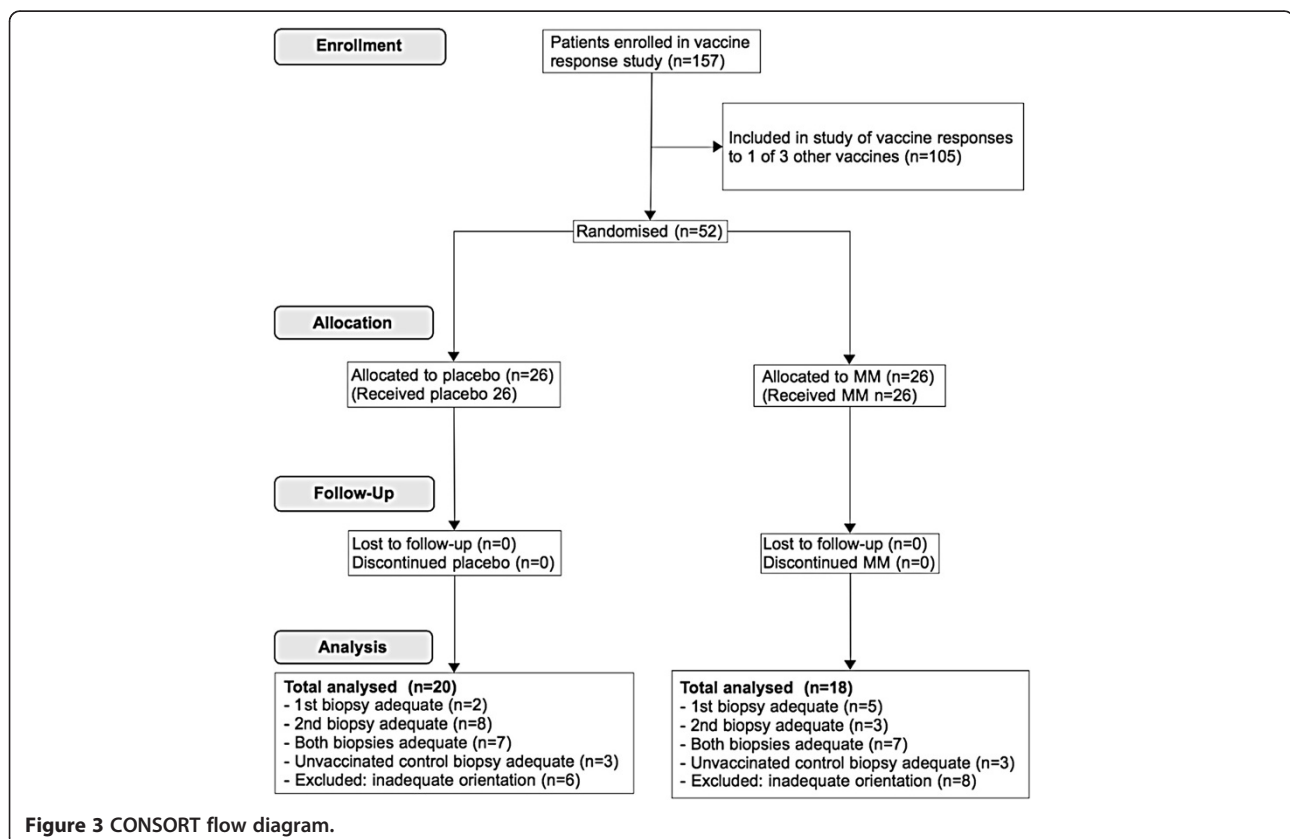 Enrollment
Patients enrolled in vaccine
response study (n=157)
Included in study of vaccine responses
to 1 of 3 other vaccines (n=105)
Randomised (n=52)
Allocation
Allocated to placebo (n=26)
(Received placebo 26)
Allocated to MM (n=26)
(Received MM n=26)
Follow-Up
Lost to follow-up (n=0)
Discontinued placebo (n=0)
Lost to follow-up (n=0)
Discontinued MM (n=0)
Analysis
Total analysed (n=20)
- 1st biopsy adequate (n=2)
- 2nd biopsy adequate (n=8)
- Both biopsies adequate (n=7)
- Unvaccinated control biopsy adequate (n=3)
- Excluded: inadequate orientation (n=6)
Total analysed (n=18)
- 1st biopsy adequate (n=5)
- 2nd biopsy adequate (n=3)
- Both biopsies adequate (n=7)
- Unvaccinated control biopsy adequate (n=3)
- Excluded: inadequate orientation (n=8)
Figure 3 CONSORT flow diagram.